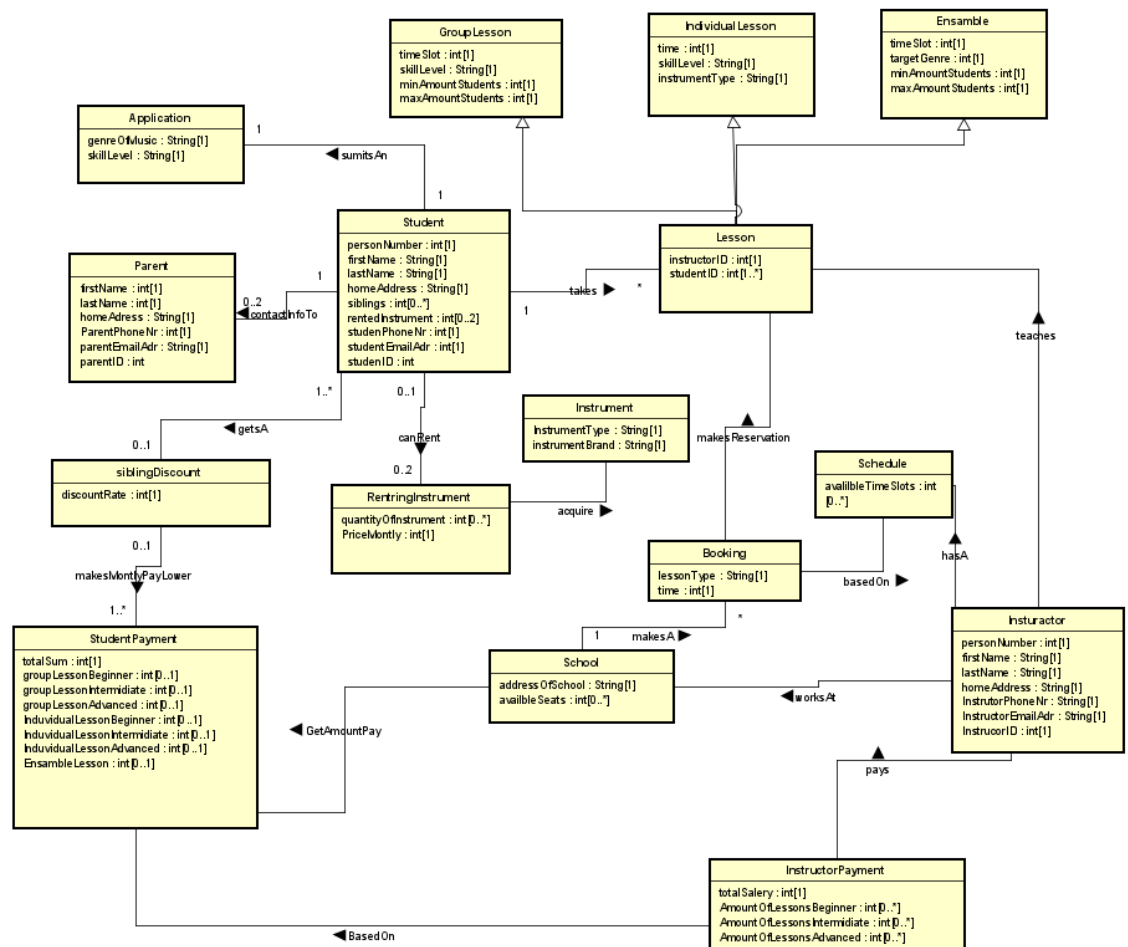 GroupLesson
timeSlot : int[1]
skillLevel : String[1]
minAmountStudents : int[1]
maxAmountStudents : int[1]
Individual Lesson
time : int[1]
skillLevel : String[1]
instrumentType : String[1]
Ensamble
timeSlot : int[1]
targetGenre : int[1]
minAmountStudents : int[1]
maxAmountStudents : int[1]
Application
genreOfMusic : String[1]
skillLevel : String[1]
1
sumitsAn
1
Student
personNumber : int[1]
firstName : String[1]
lastName : String[1]
homeAddress : String[1]
siblings : int[0..*]
rentedInstrument : int[0..2]
studenPhoneNr : int[1]
studentEmailAdr : int[1]
studenID : int
Lesson
instructorID : int[1]
studentID : int[1..*]
Parent
firstName : int[1]
lastName : int[1]
homeAdress : String[1]
ParentPhoneNr : int[1]
parentEmailAdr : String[1]
parentID : int
1
0..2
contactInfoTo
takes
*
1
teaches
1..*
getsA
0..1
0..1
canRent
0..2
Instrument
InstrumentType : String[1]
instrumentBrand : String[1]
makesReservation
siblingDiscount
discountRate : int[1]
RentringInstrument
quantityOfInstrument : int[0..*]
PriceMontly : int[1]
acquire
Schedule
avalilbleTimeSlots : int
[0..*]
0..1
makesMontlyPayLower
1..*
Booking
lessonType : String[1]
time : int[1]
basedOn
hasA
*
1
makesA
StudentPayment
totalSum : int[1]
groupLessonBeginner : int[0..1]
groupLessonIntermidiate : int[0..1]
groupLessonAdvanced : int[0..1]
InduvidualLessonBeginner : int[0..1]
InduvidualLessonIntermidiate : int[0..1]
InduvidualLessonAdvanced : int[0..1]
EnsambleLesson : int[0..1]
School
addressOfSchool : String[1]
availbleSeats : int[0..*]
GetAmountPay
worksAt
Insturactor
personNumber : int[1]
firstName : String[1]
lastName : String[1]
homeAddress : String[1]
InstrutorPhoneNr : String[1]
InstructorEmailAdr : String[1]
InstrucorID : int[1]
pays
InstructorPayment
totalSalery : int[1]
AmountOfLessonsBeginner : int[0..*]
AmountOfLessonsIntermidiate : int[0..*]
AmountOfLessonsAdvanced : int[0..*]
BasedOn